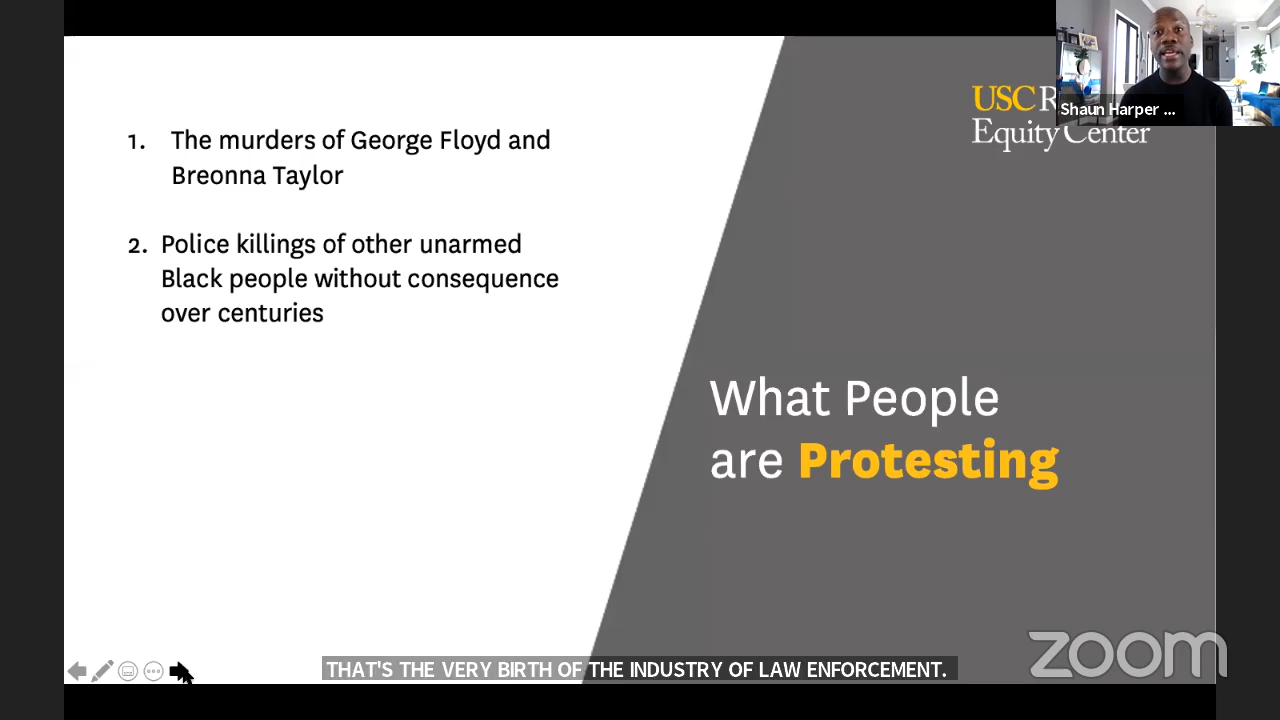 USC R
Equity Center
Shaun Harper ...
1. The murders of George Floyd and
Breonna Taylor
2. Police killings of other unarmed
Black people without consequence
over centuries
What People
are Protesting
THAT'S THE VERY BIRTH OF THE INDUSTRY OF LAW ENFORCEMENT.
zoom